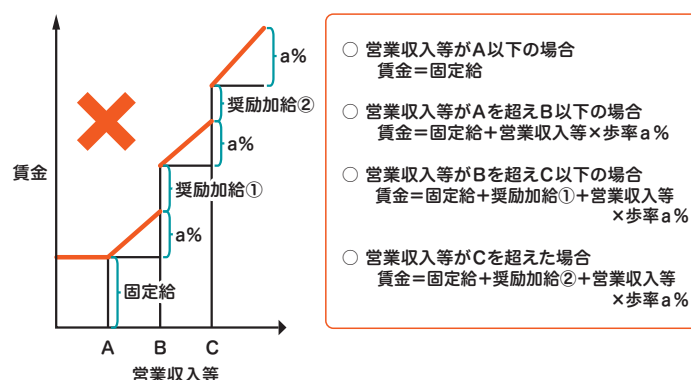 賃金
a%
奨励加給②
a%
奨励加給①
a%
固定給
A B C
営業収入等
○ 営業収入等がA以下の場合
賃金=固定給
○ 営業収入等がAを超えB以下の場合
賃金=固定給+営業収入等×歩率a%
○ 営業収入等がBを超えC以下の場合
賃金=固定給+奨励加給①+営業収入等
×歩率a%
○ 営業収入等がCを超えた場合
賃金=固定給+奨励加給②+営業収入等
×歩率a%